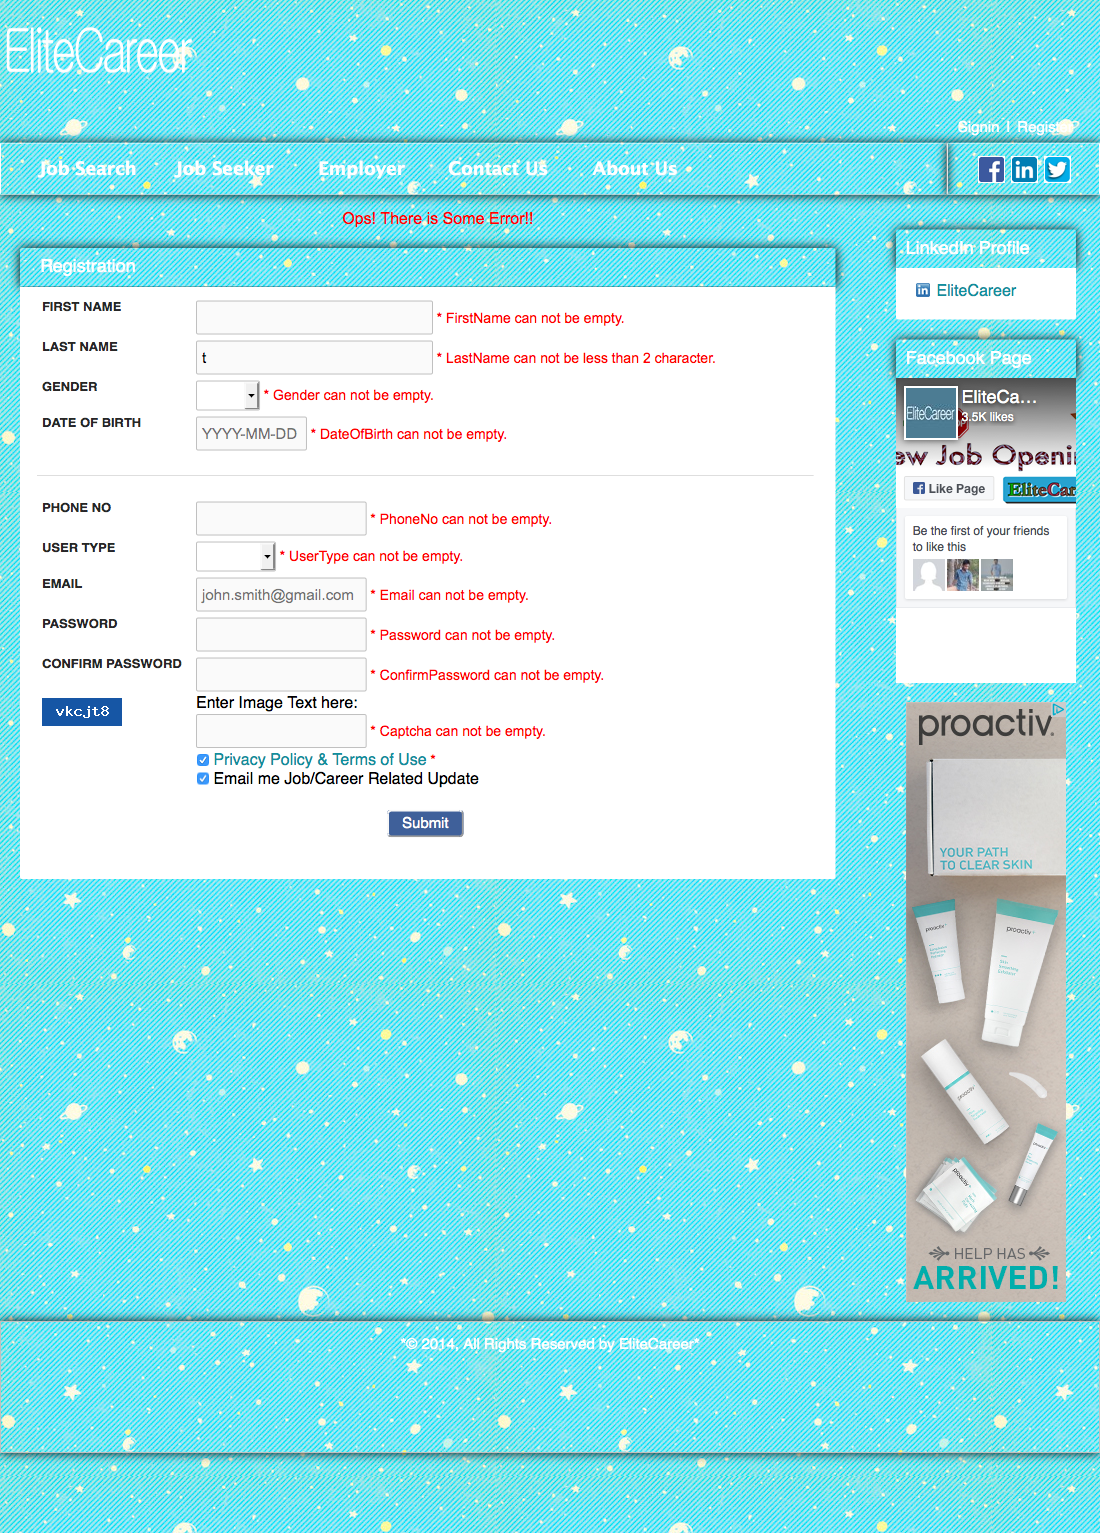 EliteCareer
Signin | Regist
Job Search Job Seeker Employer Contact US About Us
Ops! There is Some Error!!
Registration
FIRST NAME * FirstName can not be empty.
LAST NAME t * LastName can not be less than 2 character.
GENDER * Gender can not be empty.
DATE OF BIRTH YYYY-MM-DD * DateOfBirth can not be empty.
PHONE NO * PhoneNo can not be empty.
USER TYPE * UserType can not be empty.
EMAIL john.smith@gmail.com * Email can not be empty.
PASSWORD * Password can not be empty.
CONFIRM PASSWORD * ConfirmPassword can not be empty.
vkcjt8 Enter Image Text here:
* Captcha can not be empty.
Privacy Policy & Terms of Use *
Email me Job/Career Related Update
Submit
LinkedIn Profile
EliteCareer
Facebook Page
EliteCareer
EliteCa...
3.5K likes
ew Job Openi
Like Page EliteCar
Be the first of your friends
to like this
proactiv.
YOUR PATH
TO CLEAR SKIN
proactiv
proactiv
proactiv
proactiv
proactiv
HELP HAS
ARRIVED!
"© 2014, All Rights Reserved by EliteCareer"